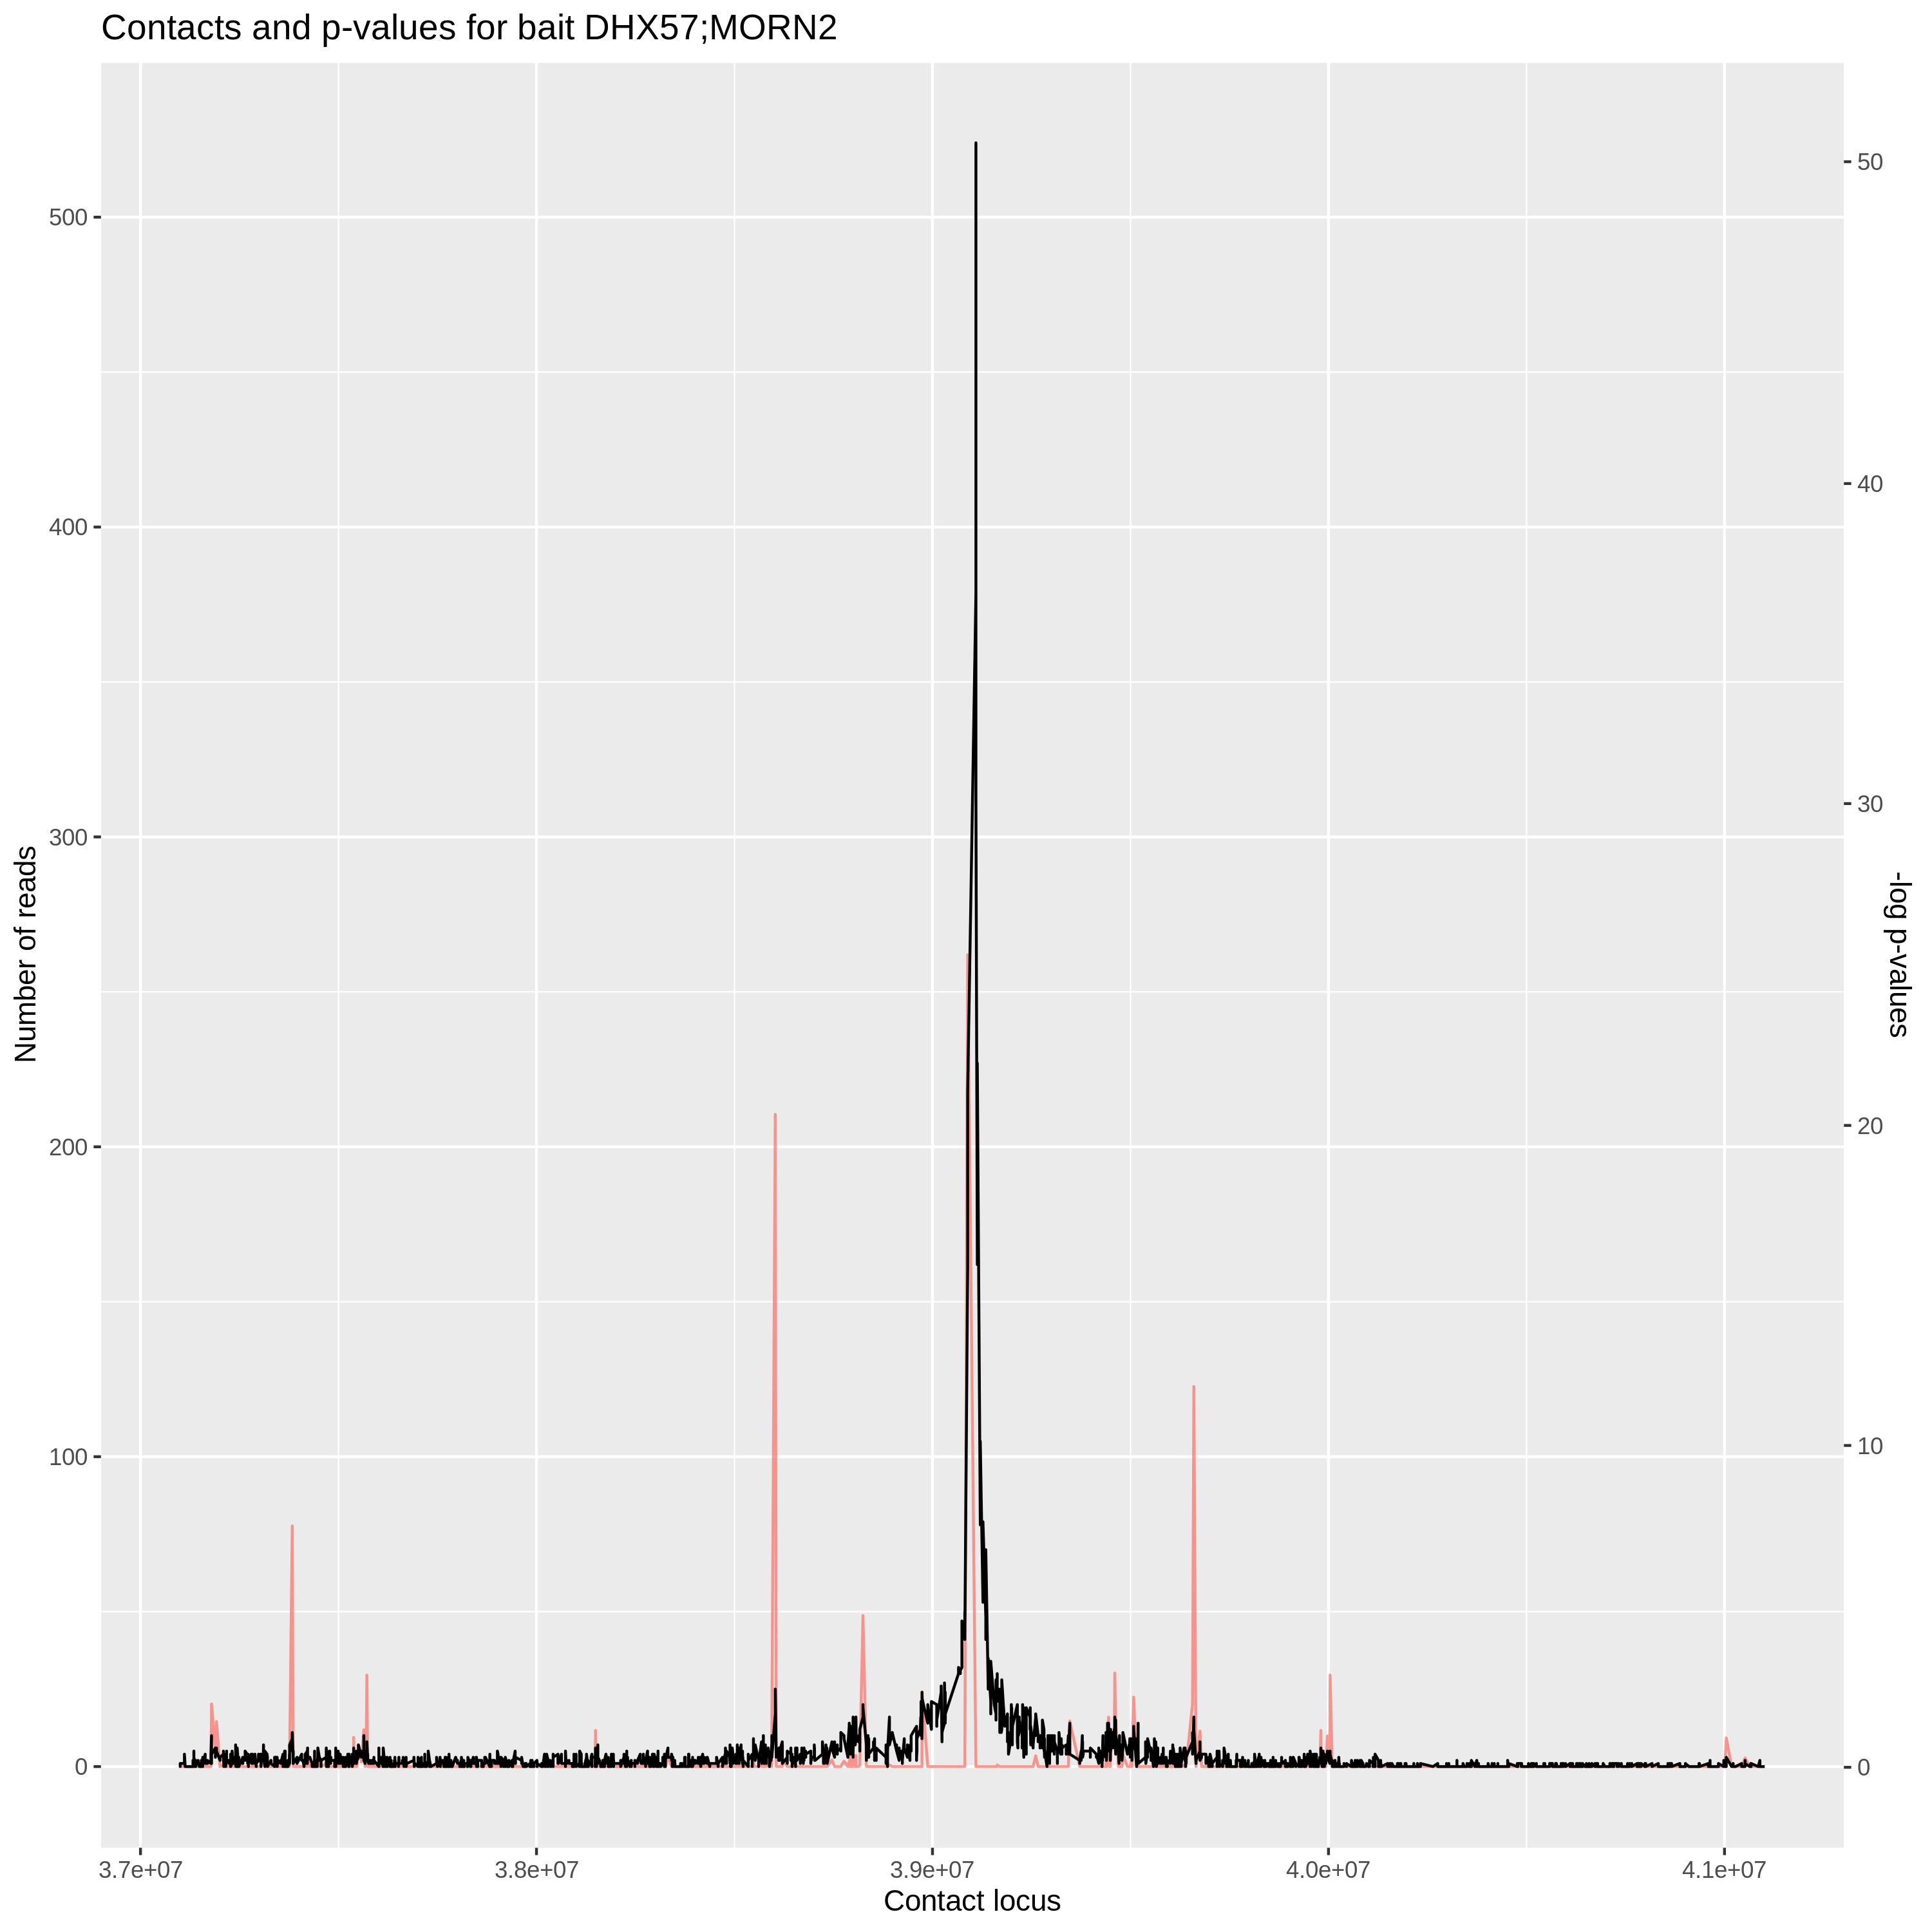 Contacts and p-values for bait DHX57;MORN2
500
400
300
200
100
0
Number of reads
50
40
30
20
10
0
-log p-values
3.7e+07
3.8e+07
3.9e+07
4.0e+07
4.1e+07
Contact locus